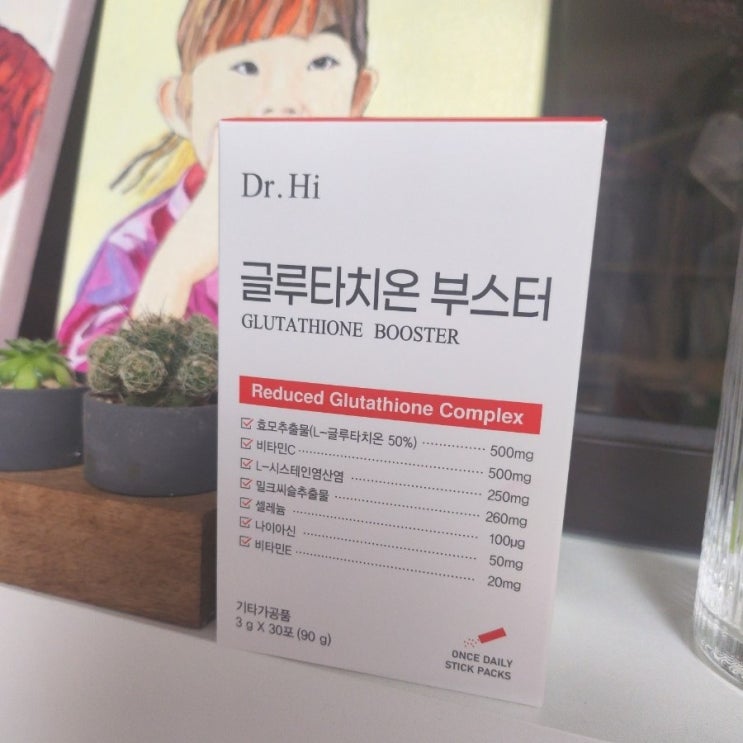 Dr. Hi
글루타치온 부스터
GLUTATHIONE BOOSTER
Reduced Glutathione Complex
효모추출물(L-글루타치온 50%) 500mg
비타민C 500mg
L-시스테인염산염 250mg
밀크씨슬추출물 260mg
셀레늄 100μg
나이아신 50mg
비타민E 20mg
기타가공품
3 g X 30포 (90 g)
ONCE DAILY
STICK PACKS